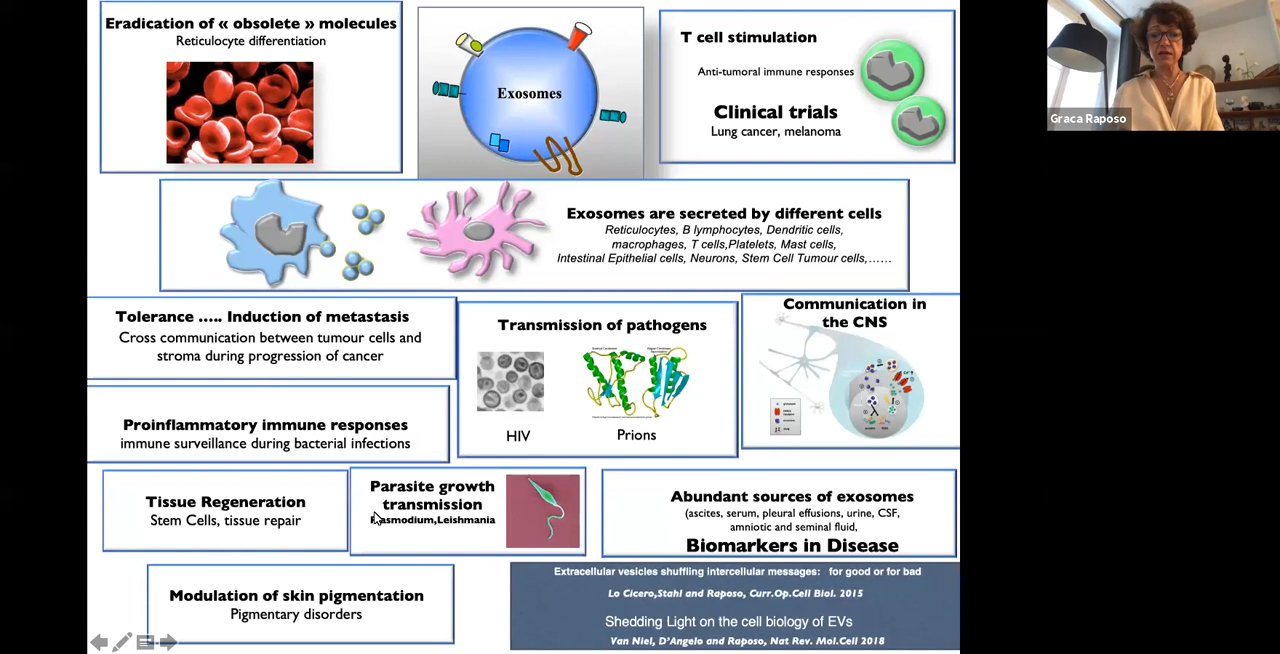 Eradication of « obsolete » molecules
Reticulocyte differentiation
Exosomes
T cell stimulation
Anti-tumoral immune responses
Clinical trials
Lung cancer, melanoma
Graca Raposo
Exosomes are secreted by different cells
Reticulocytes, B lymphocytes, Dendritic cells,
macrophages, T cells,Platelets, Mast cells,
Intestinal Epithelial cells, Neurons, Stem Cell Tumour cells,……
Tolerance ….. Induction of metastasis
Cross communication between tumour cells and
stroma during progression of cancer
Transmission of pathogens
HIV
Prions
Communication in
the CNS
Proinflammatory immune responses
immune surveillance during bacterial infections
Tissue Regeneration
Stem Cells, tissue repair
Parasite growth
transmission
Plasmodium,Leishmania
Abundant sources of exosomes
(ascites, serum, pleural effusions, urine, CSF,
amniotic and seminal fluid,
Biomarkers in Disease
Modulation of skin pigmentation
Pigmentary disorders
Extracellular vesicles shuffling intercellular messages: for good or for bad
Lo Cicero,Stahl and Raposo, Curr.Op.Cell Biol. 2015
Shedding Light on the cell biology of EVs
Van Niel, D’Angelo and Raposo, Nat Rev. Mol.Cell 2018